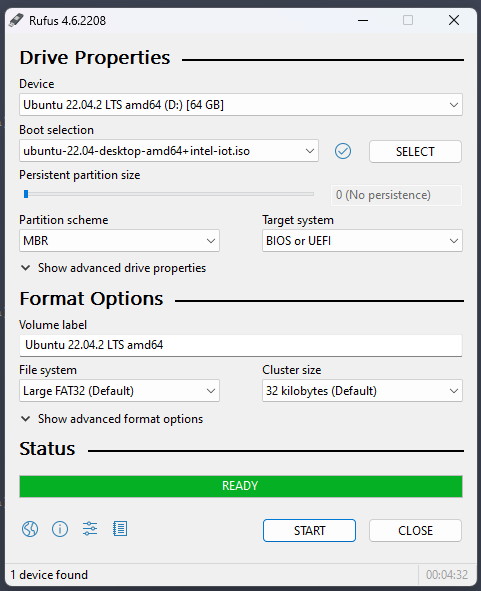 Rufus 4.6.2208
Drive Properties
Device
Ubuntu 22.04.2 LTS amd64 (D:) [64 GB]
Boot selection
ubuntu-22.04-desktop-amd64+intel-iot.iso
SELECT
Persistent partition size
0 (No persistence)
Partition scheme
Target system
MBR
BIOS or UEFI
Show advanced drive properties
Format Options
Volume label
Ubuntu 22.04.2 LTS amd64
File system
Cluster size
Large FAT32 (Default)
32 kilobytes (Default)
Show advanced format options
Status
READY
START
CLOSE
1 device found
00:04:32